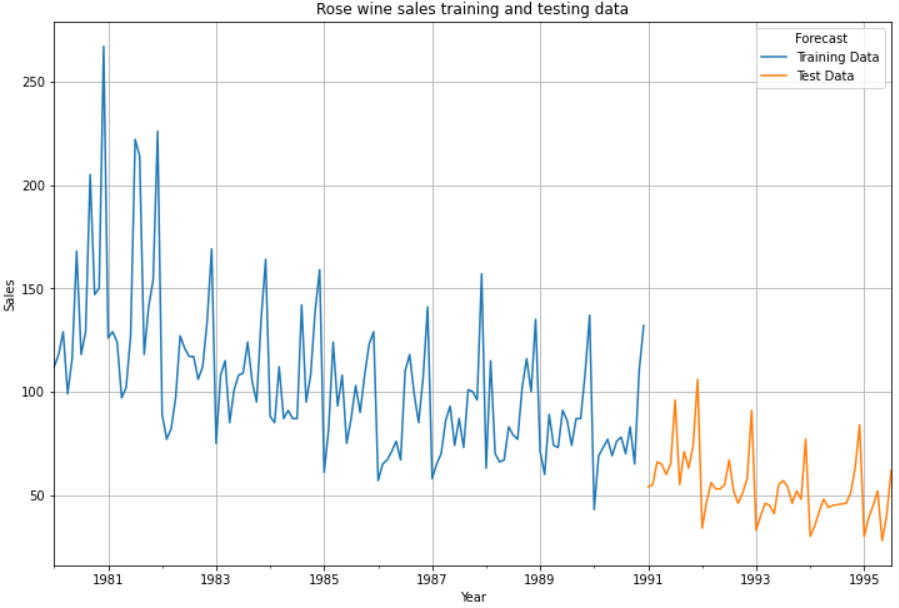 Rose wine sales training and testing data
Forecast
Training Data
Test Data
250
200
150
100
50
Sales
1981 1983 1985 1987 1989 1991 1993 1995
Year